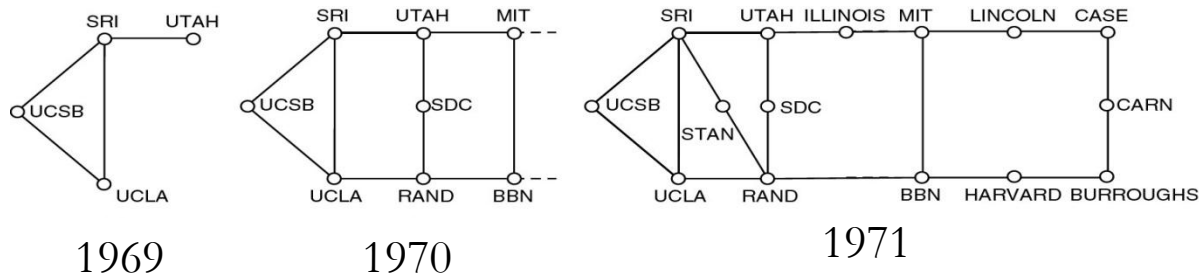 SRI UTAH
UCSB
UCLA
1969
SRI UTAH MIT
UCSB SDC
UCLA RAND BBN
1970
SRI UTAH ILLINOIS MIT LINCOLN CASE
UCSB SDC CARN
STAN
UCLA RAND BBN HARVARD BURROUGHS
1971